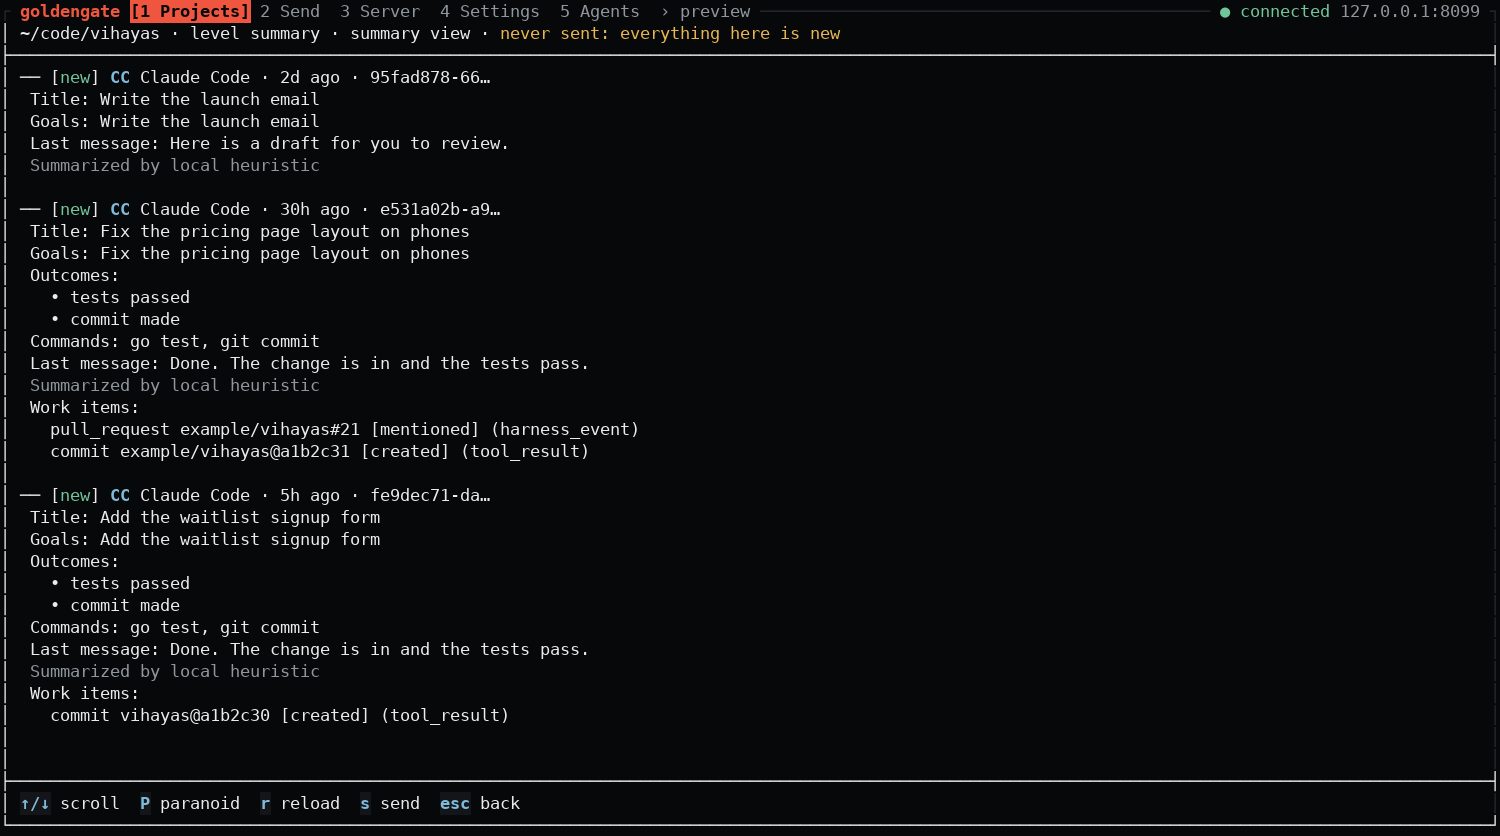 goldengate [1 Projects] 2 Send 3 Server 4 Settings 5 Agents › preview ● connected 127.0.0.1:8099
~/code/vihayas · level summary · summary view · never sent: everything here is new
── [new] CC Claude Code · 2d ago · 95fad878-66…
Title: Write the launch email
Goals: Write the launch email
Last message: Here is a draft for you to review.
Summarized by local heuristic
── [new] CC Claude Code · 30h ago · e531a02b-a9…
Title: Fix the pricing page layout on phones
Goals: Fix the pricing page layout on phones
Outcomes:
• tests passed
• commit made
Commands: go test, git commit
Last message: Done. The change is in and the tests pass.
Summarized by local heuristic
Work items:
pull_request example/vihayas#21 [mentioned] (harness_event)
commit example/vihayas@a1b2c31 [created] (tool_result)
── [new] CC Claude Code · 5h ago · fe9dec71-da…
Title: Add the waitlist signup form
Goals: Add the waitlist signup form
Outcomes:
• tests passed
• commit made
Commands: go test, git commit
Last message: Done. The change is in and the tests pass.
Summarized by local heuristic
Work items:
commit vihayas@a1b2c30 [created] (tool_result)
↑/↓ scroll P paranoid r reload s send esc back